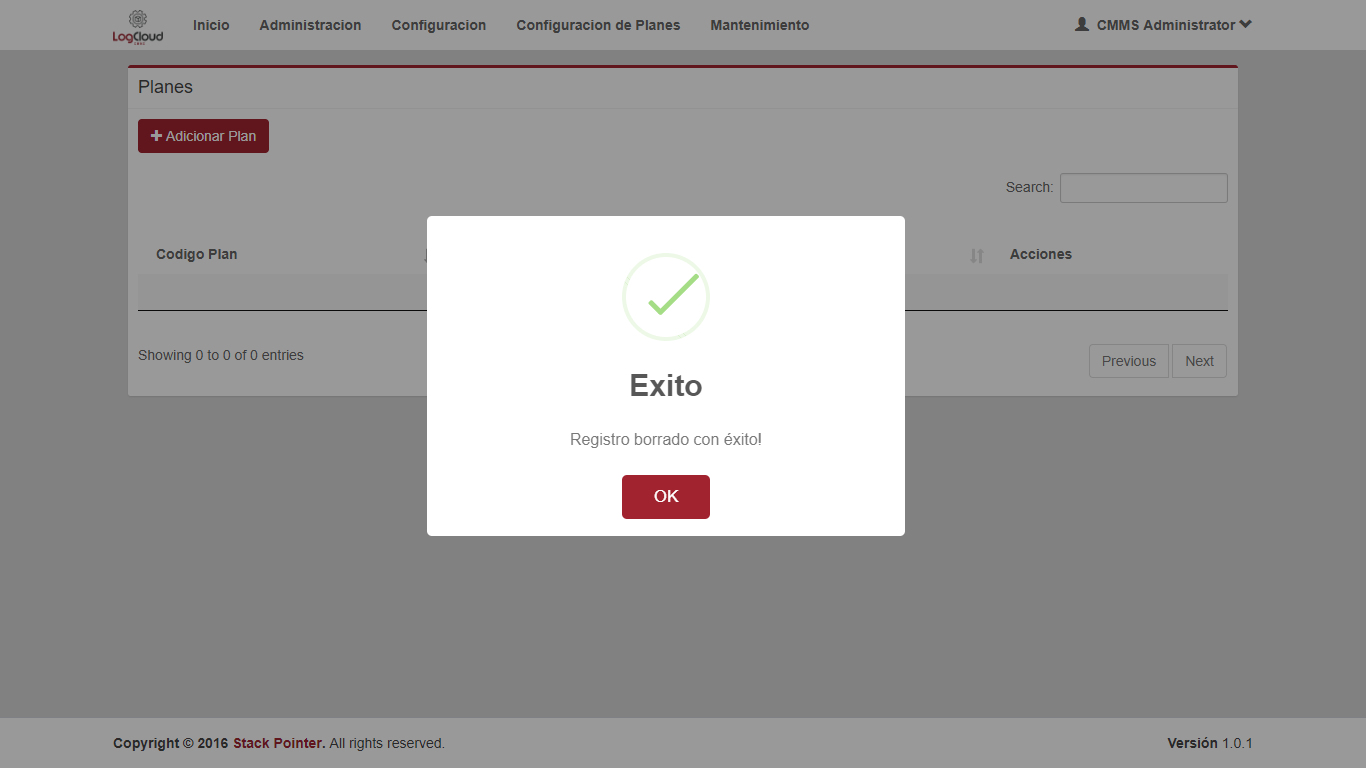 LogCloud
Inicio Administracion Configuracion Configuracion de Planes Mantenimiento CMMS Administrator
Planes
Adicionar Plan
Search:
Codigo Plan Acciones
Showing 0 to 0 of 0 entries
Previous Next
Exito
Registro borrado con éxito!
OK
Copyright © 2016 Stack Pointer. All rights reserved.
Versión 1.0.1